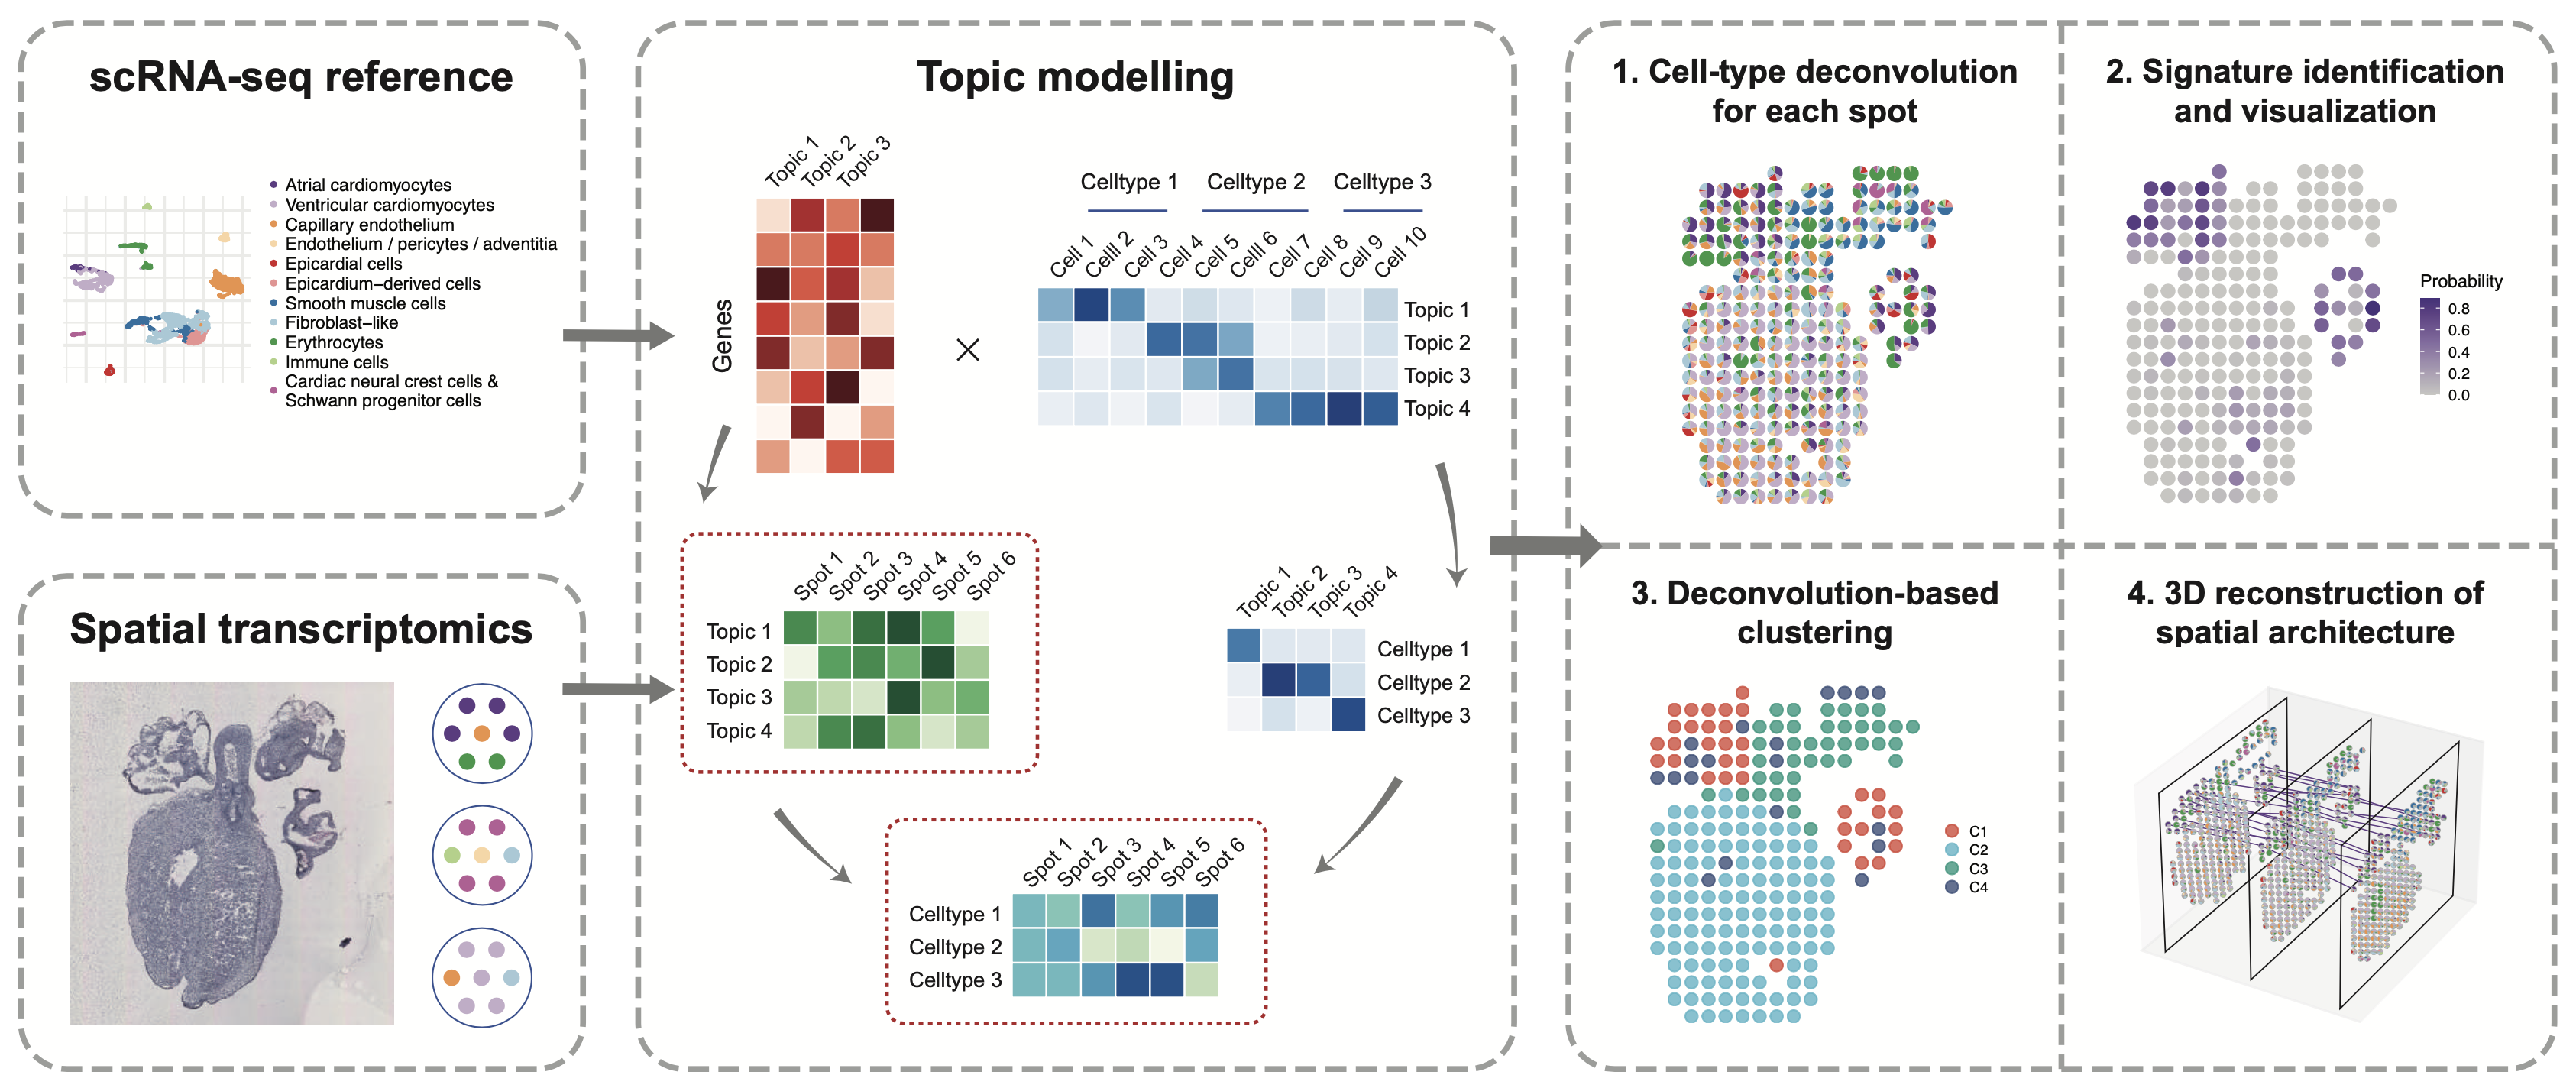 scRNA-seq reference
Atrial cardiomyocytes
Ventricular cardiomyocytes
Capillary endothelium
Endothelium / pericytes / adventitia
Epicardial cells
Epicardium–derived cells
Smooth muscle cells
Fibroblast–like
Erythrocytes
Immune cells
Cardiac neural crest cells &
Schwann progenitor cells
Spatial transcriptomics
Topic modelling
Topic 1
Topic 2
Topic 3
Genes
×
Celltype 1
Celltype 2
Celltype 3
Cell 1
Celll 2
Cell 3
Cell 4
Cell 5
Celll 6
Cell 7
Cell 8
Cell 9
Cell 10
Topic 1
Topic 2
Topic 3
Topic 4
Spot 1
Spot 2
Spot 3
Spot 4
Spot 5
Spot 6
Topic 1
Topic 2
Topic 3
Topic 4
Topic 1
Topic 2
Topic 3
Topic 4
Celltype 1
Celltype 2
Celltype 3
Spot 1
Spot 2
Spot 3
Spot 4
Spot 5
Spot 6
Celltype 1
Celltype 2
Celltype 3
1. Cell-type deconvolution
for each spot
2. Signature identification
and visualization
Probability
0.8
0.6
0.4
0.2
0.0
3. Deconvolution-based
clustering
C1
C2
C3
C4
4. 3D reconstruction of
spatial architecture